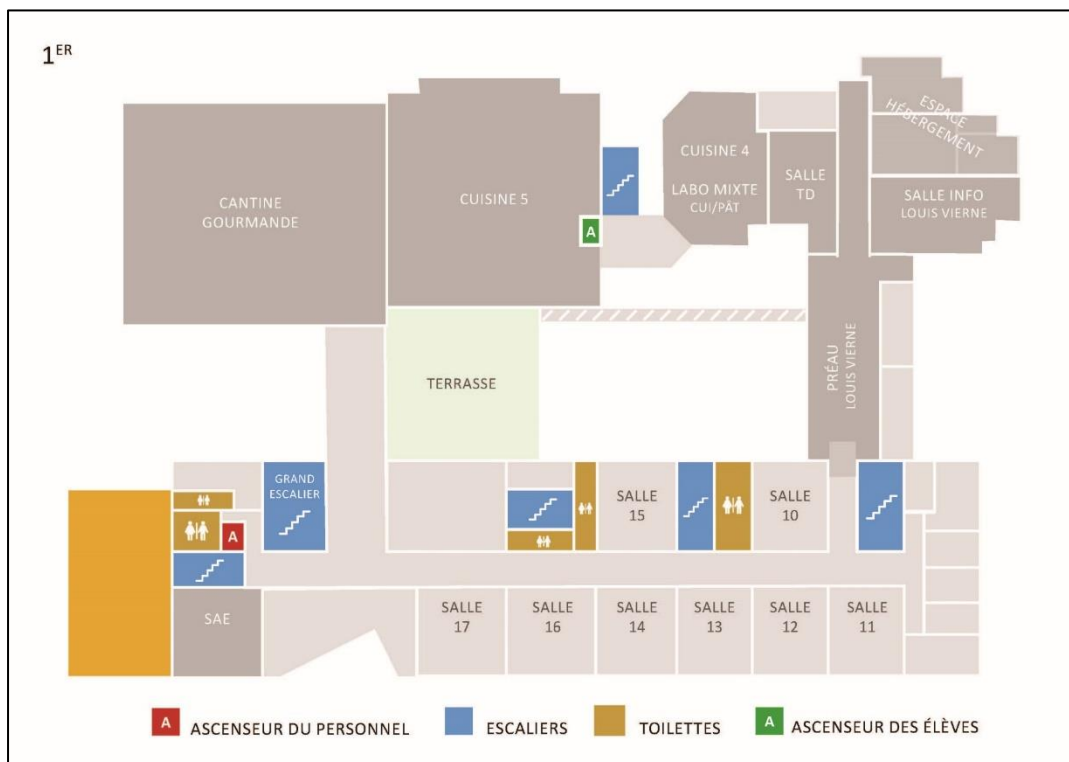 1ER
ESPACE
HÉBERGEMENT
CUISINE 4
LABO MIXTE
CUI/PÂT
SALLE
TD
CANTINE
GOURMANDE
CUISINE 5
SALLE INFO
LOUIS VIERNE
A
PRÉAU
LOUIS VIERNE
TERRASSE
GRAND
ESCALIER
SALLE
15
SALLE
10
A
SAE
SALLE
17
SALLE
16
SALLE
14
SALLE
13
SALLE
12
SALLE
11
A ASCENSEUR DU PERSONNEL
ESCALIERS
TOILETTES
A ASCENSEUR DES ÉLÈVES